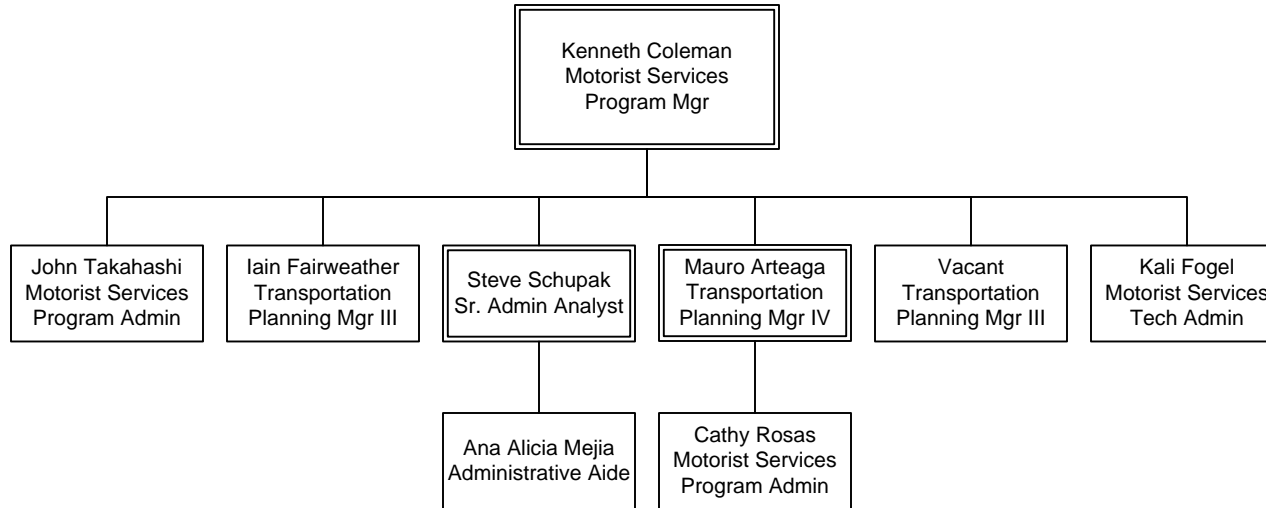 Kenneth Coleman
Motorist Services
Program Mgr
John Takahashi
Motorist Services
Program Admin
Iain Fairweather
Transportation
Planning Mgr III
Steve Schupak
Sr. Admin Analyst
Mauro Arteaga
Transportation
Planning Mgr IV
Vacant
Transportation
Planning Mgr III
Kali Fogel
Motorist Services
Tech Admin
Ana Alicia Mejia
Administrative Aide
Cathy Rosas
Motorist Services
Program Admin